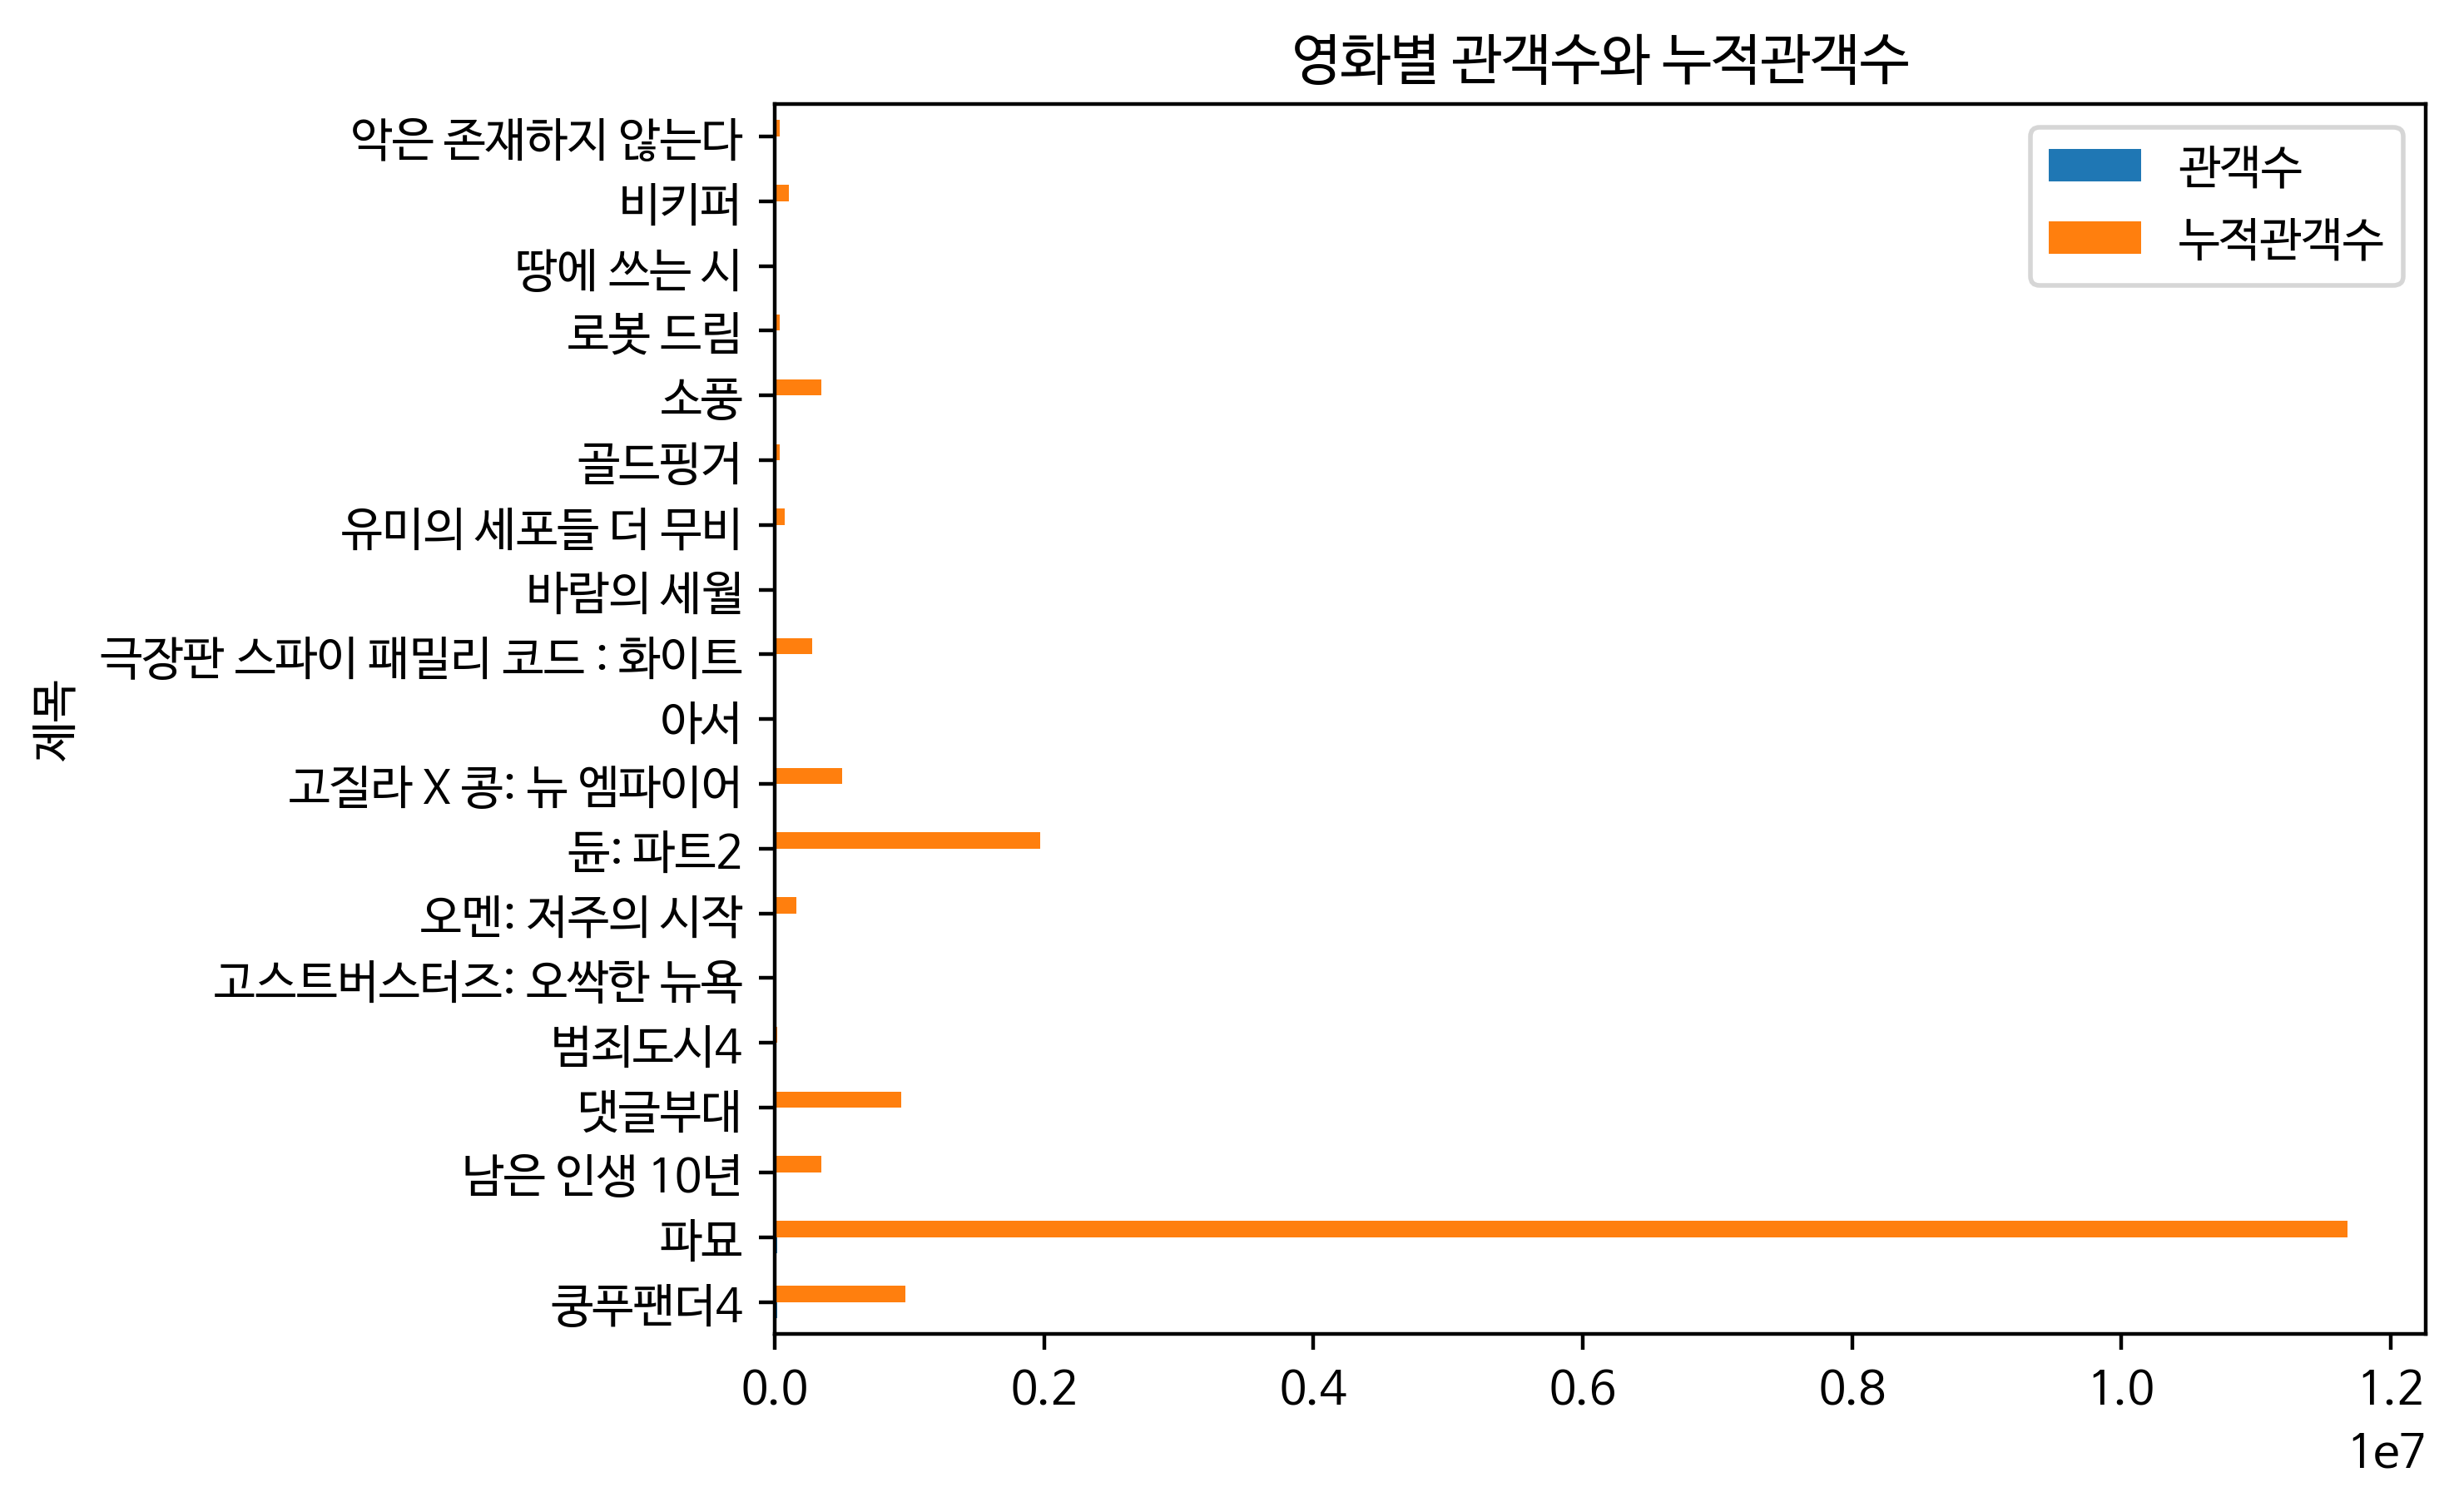 영화별 관객수와 누적관객수
관객수
누적관객수
제목
악은 존재하지 않는다
비키퍼
땅에 쓰는 시
로봇 드림
소풍
골드핑거
유미의 세포들 더 무비
바람의 세월
극장판 스파이 패밀리 코드 : 화이트
아서
고질라 X 콩: 뉴 엠파이어
듄: 파트2
오멘: 저주의 시작
고스트버스터즈: 오싹한 뉴욕
범죄도시4
댓글부대
남은 인생 10년
파묘
쿵푸팬더4
0.0 0.2 0.4 0.6 0.8 1.0 1.2
1e7